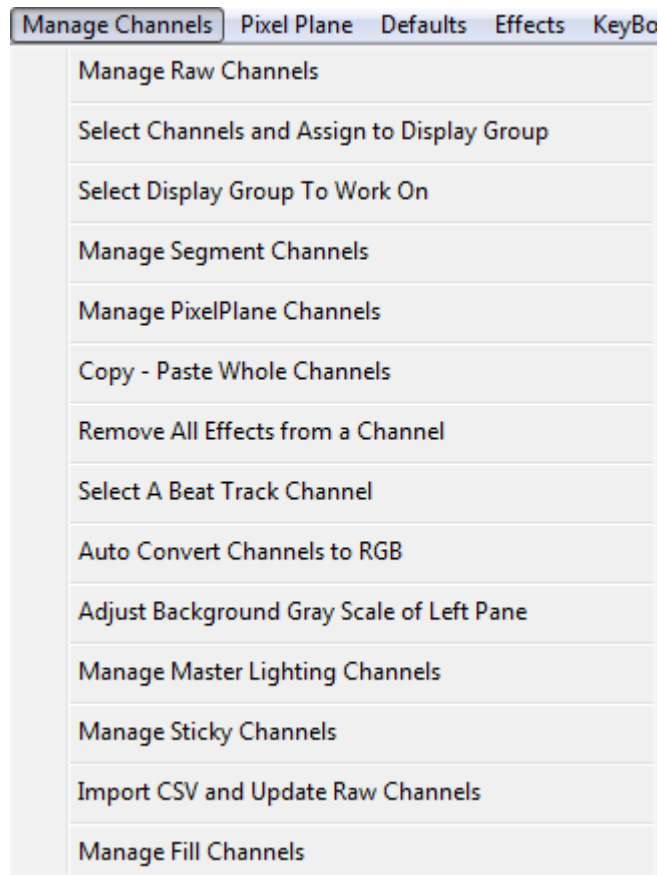 Manage Channels Pixel Plane Defaults Effects KeyBo
Manage Raw Channels
Select Channels and Assign to Display Group
Select Display Group To Work On
Manage Segment Channels
Manage PixelPlane Channels
Copy - Paste Whole Channels
Remove All Effects from a Channel
Select A Beat Track Channel
Auto Convert Channels to RGB
Adjust Background Gray Scale of Left Pane
Manage Master Lighting Channels
Manage Sticky Channels
Import CSV and Update Raw Channels
Manage Fill Channels